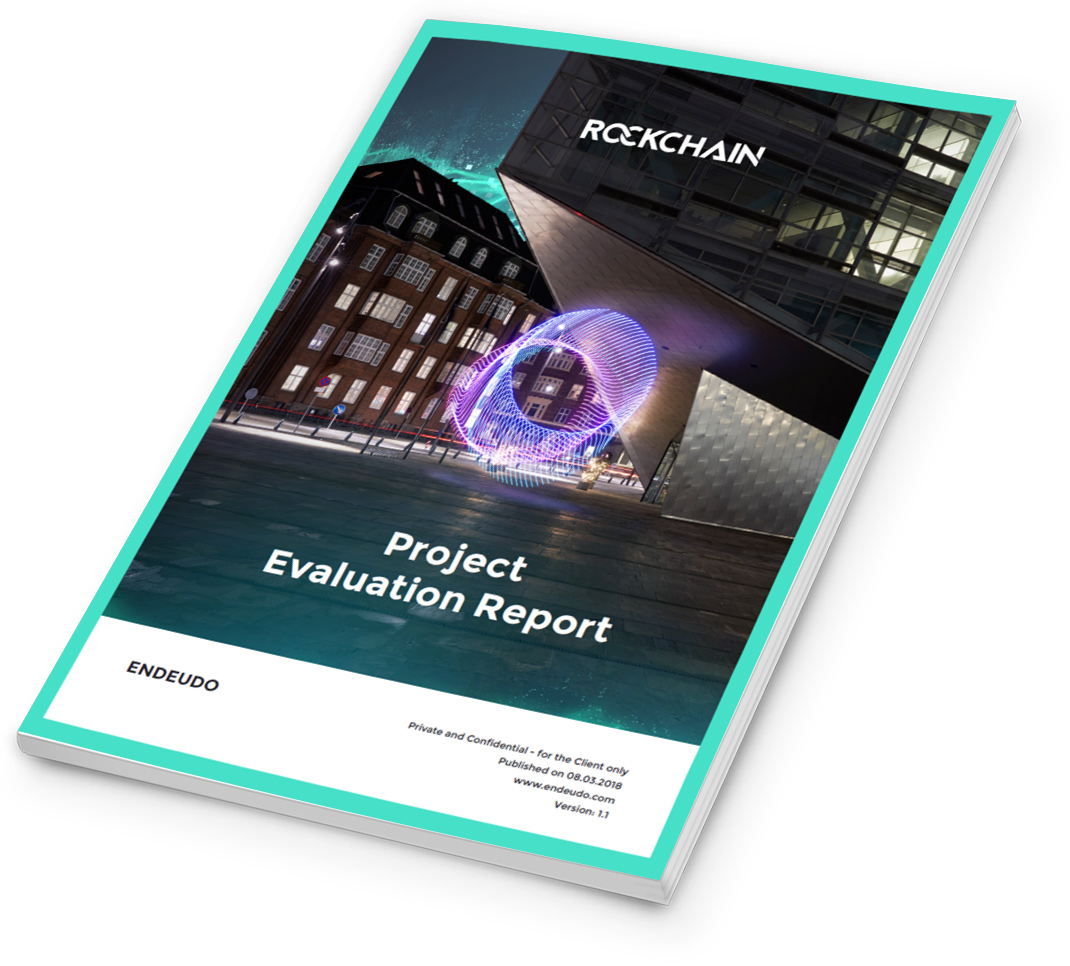 ROCKCHAIN
Project
Evaluation Report
ENDEUDO
Private and Confidential - for the Client only
Published on 08.03.2018
www.endeudo.com
Version: 1.1